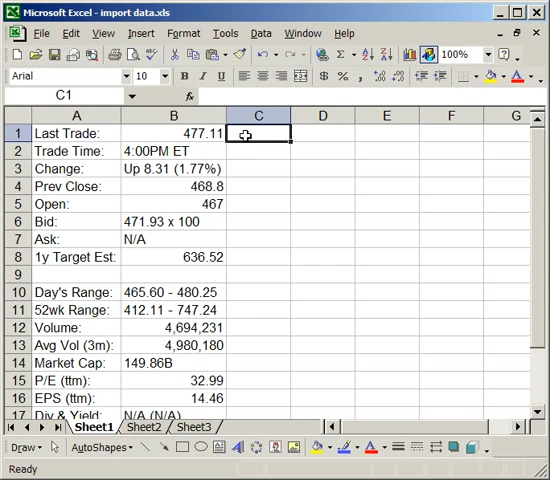 Microsoft Excel - import data.xls
File Edit View Insert Format Tools Data Window Help
100%
Arial 10 B I U $ % ,
C1 fx
A B C D E F G
1 Last Trade: 477.11
2 Trade Time: 4:00PM ET
3 Change: Up 8.31 (1.77%)
4 Prev Close: 468.8
5 Open: 467
6 Bid: 471.93 x 100
7 Ask: N/A
8 1y Target Est: 636.52
9
10 Day's Range: 465.60 - 480.25
11 52wk Range: 412.11 - 747.24
12 Volume: 4,694,231
13 Avg Vol (3m): 4,980,180
14 Market Cap: 149.86B
15 P/E (ttm): 32.99
16 EPS (ttm): 14.46
17 Div & Yield: N/A (N/A)
Sheet1 Sheet2 Sheet3
Draw AutoShapes
Ready